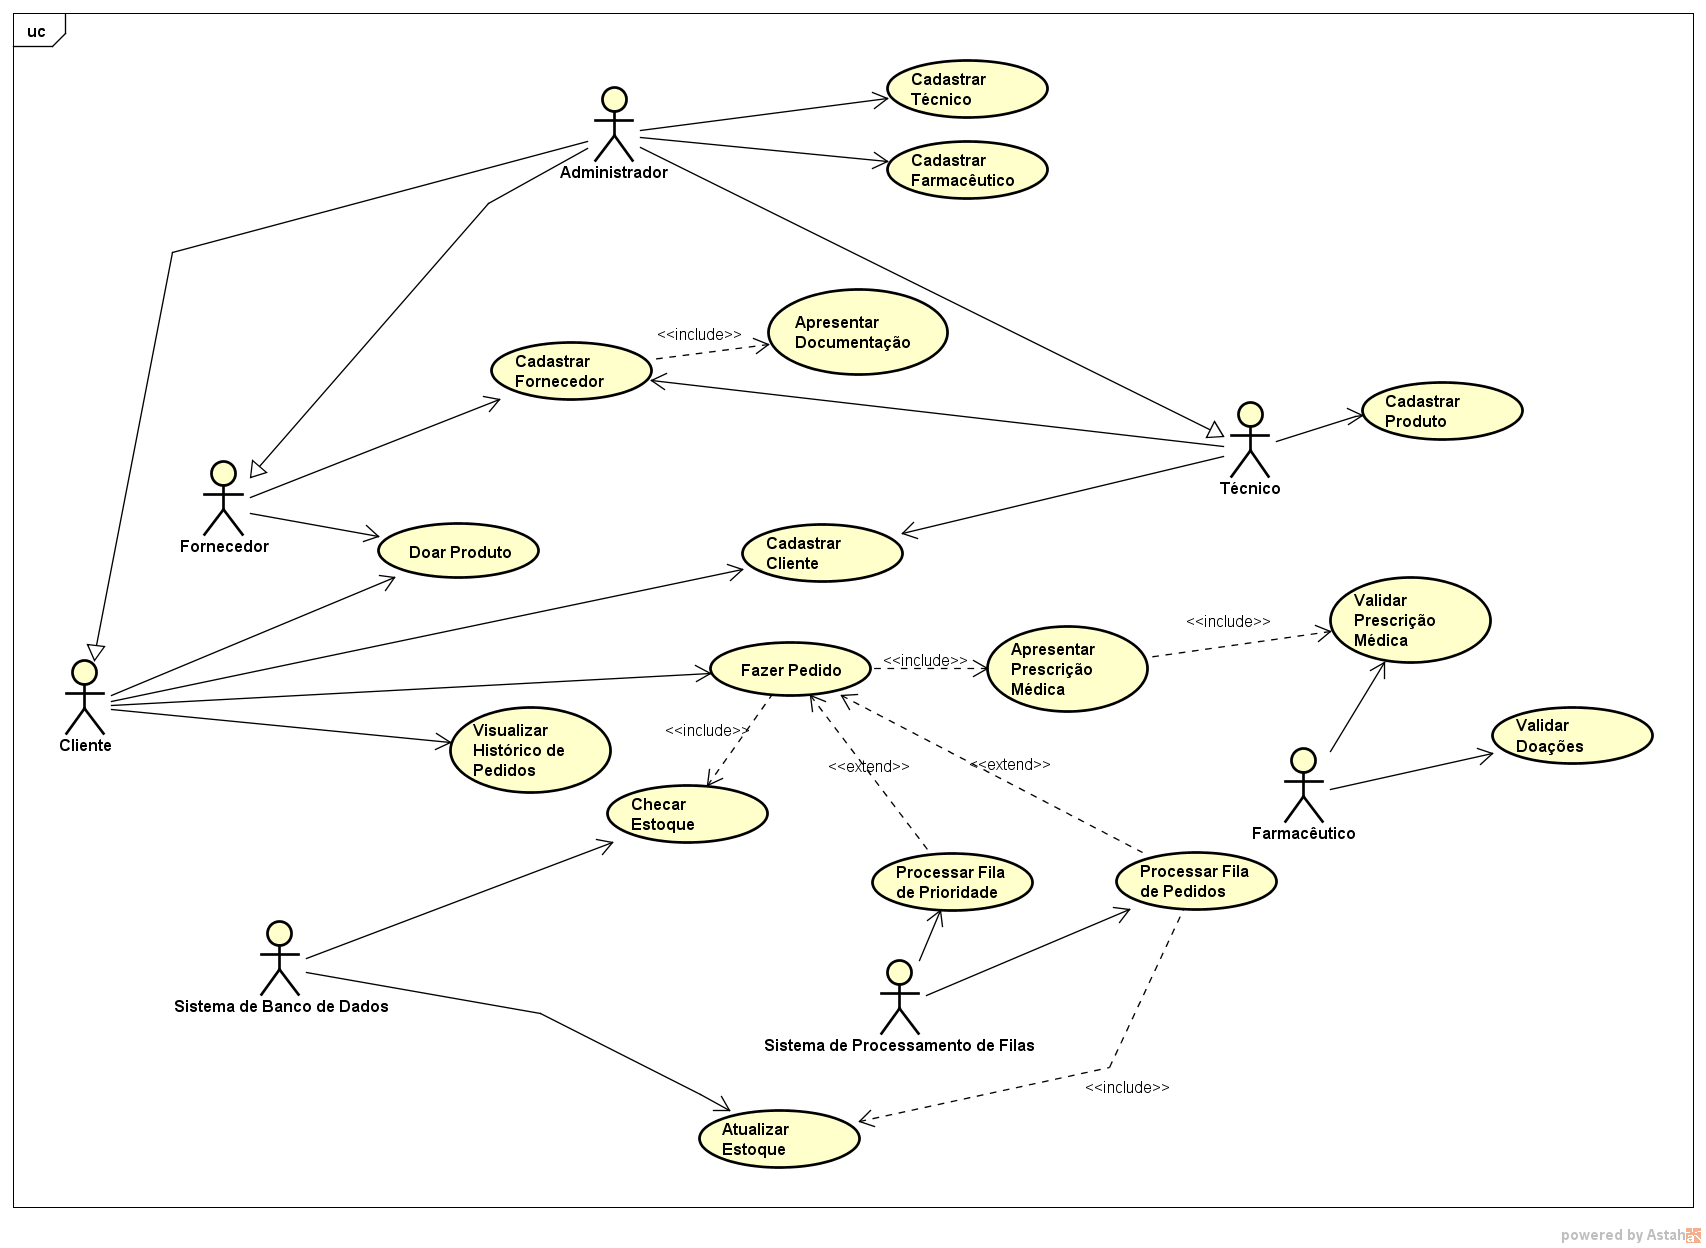 uc
Cadastrar
Técnico
Administrador
Cadastrar
Farmacêutico
Apresentar
Documentação
<<include>>
Cadastrar
Fornecedor
Cadastrar
Produto
Técnico
Fornecedor
Doar Produto
Cadastrar
Cliente
Validar
Prescrição
Médica
<<include>>
Apresentar
Prescrição
Médica
<<include>>
Fazer Pedido
Cliente
Visualizar
Histórico de
Pedidos
<<include>>
<<extend>>
<<extend>>
Validar
Doações
Checar
Estoque
Farmacêutico
Processar Fila
de Prioridade
Processar Fila
de Pedidos
Sistema de Banco de Dados
Sistema de Processamento de Filas
<<include>>
Atualizar
Estoque
powered by Astah